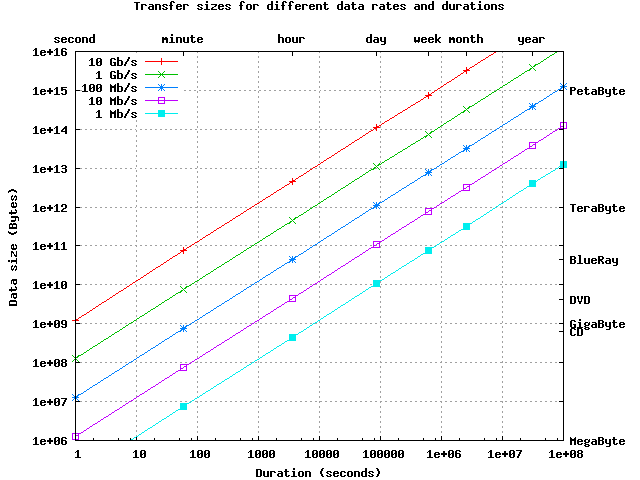 Transfer sizes for different data rates and durations
second minute hour day week month year
1e+16
10 Gb/s
1 Gb/s
100 Mb/s
10 Mb/s
1 Mb/s
1e+15 PetaByte
1e+14
1e+13
1e+12 TeraByte
1e+11 BlueRay
1e+10 DVD
1e+09 GigaByte
CD
1e+08
1e+07
1e+06 MegaByte
Data size (Bytes)
1 10 100 1000 10000 100000 1e+06 1e+07 1e+08
Duration (seconds)